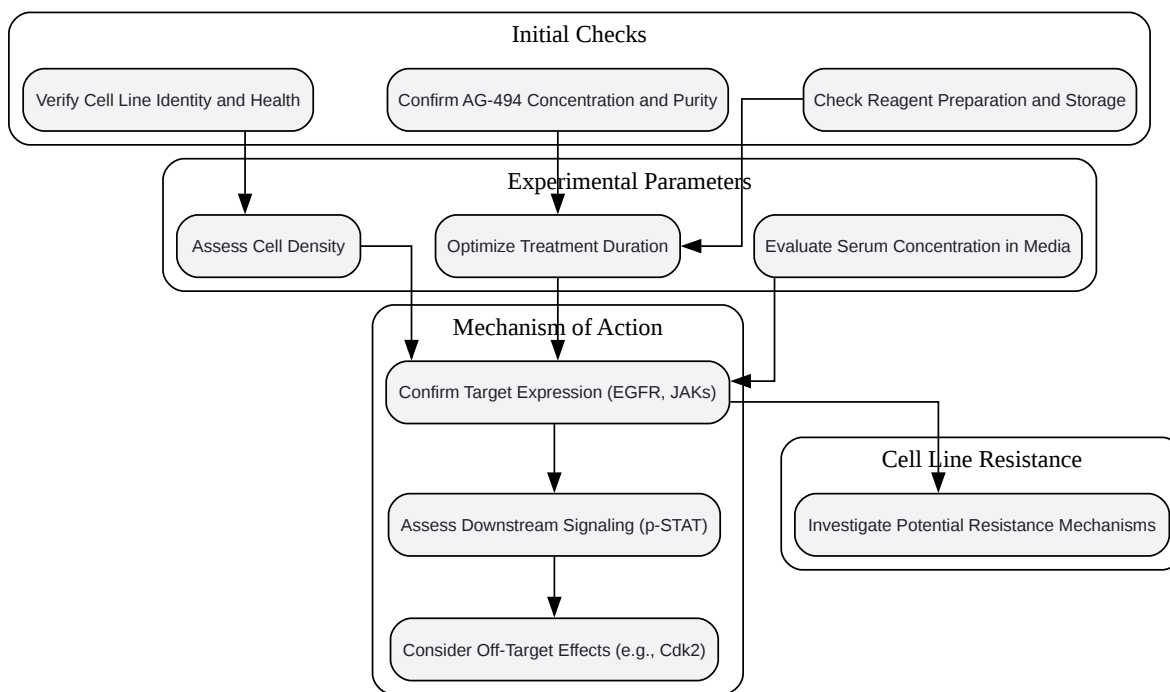 Initial Checks
Verify Cell Line Identity and Health
Confirm AG-494 Concentration and Purity
Check Reagent Preparation and Storage
Experimental Parameters
Assess Cell Density
Optimize Treatment Duration
Evaluate Serum Concentration in Media
Mechanism of Action
Confirm Target Expression (EGFR, JAKs)
Cell Line Resistance
Assess Downstream Signaling (p-STAT)
Investigate Potential Resistance Mechanisms
Consider Off-Target Effects (e.g., Cdk2)